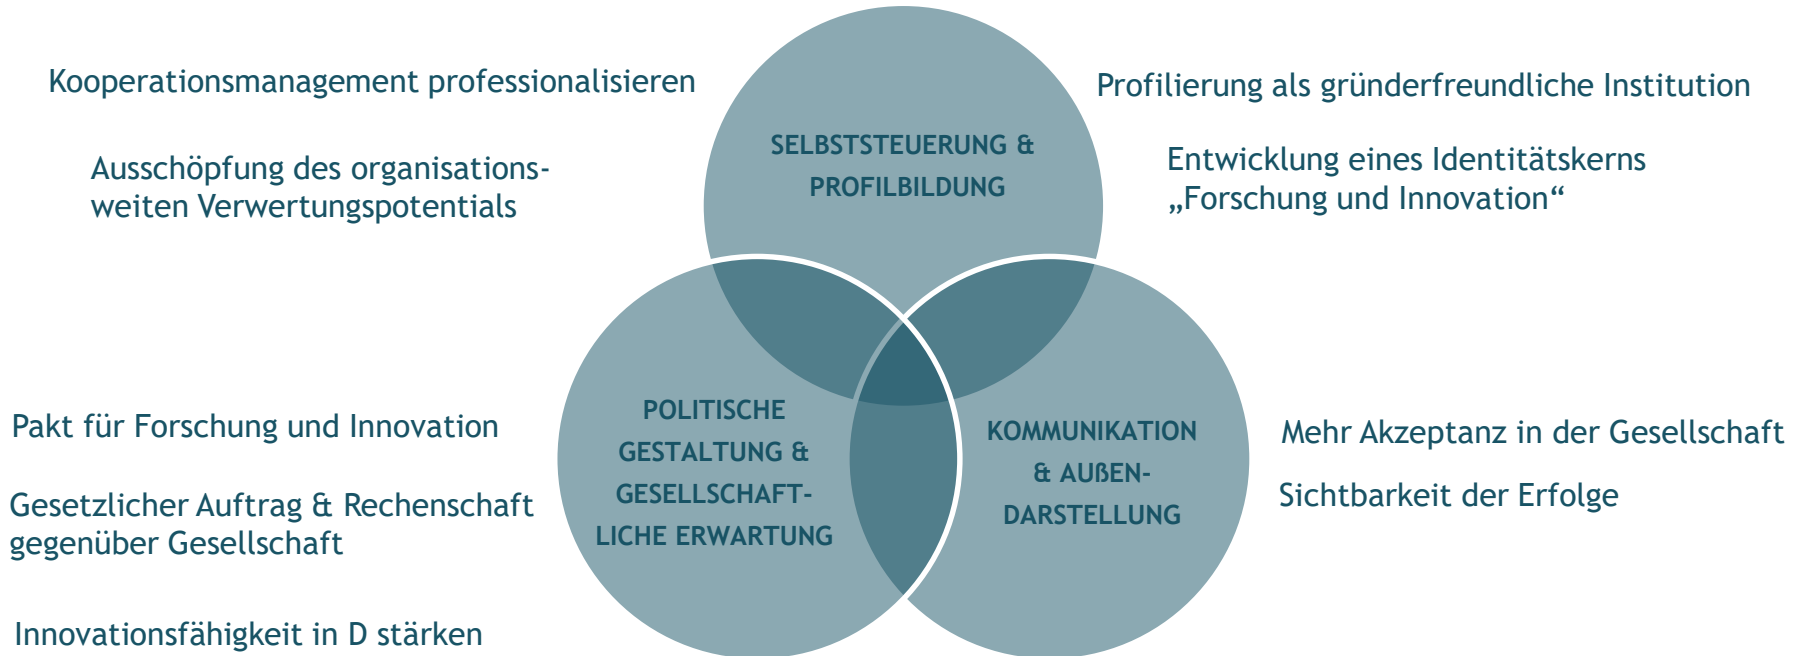 Kooperationsmanagement professionalisieren
Ausschöpfung des organisations-
weiten Verwertungspotentials
SELBSTSTEUERUNG &
PROFILBILDUNG
Profilierung als gründerfreundliche Institution
Entwicklung eines Identitätskerns
„Forschung und Innovation“
Pakt für Forschung und Innovation
Gesetzlicher Auftrag & Rechenschaft
gegenüber Gesellschaft
Innovationsfähigkeit in D stärken
POLITISCHE
GESTALTUNG &
GESELLSCHAFT-
LICHE ERWARTUNG
KOMMUNIKATION
& AUßEN-
DARSTELLUNG
Mehr Akzeptanz in der Gesellschaft
Sichtbarkeit der Erfolge